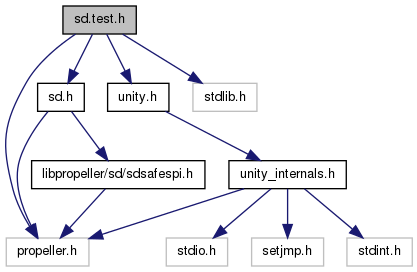 sd.test.h
sd.h
unity.h
stdlib.h
libpropeller/sd/sdsafespi.h
unity_internals.h
propeller.h
stdio.h
setjmp.h
stdint.h